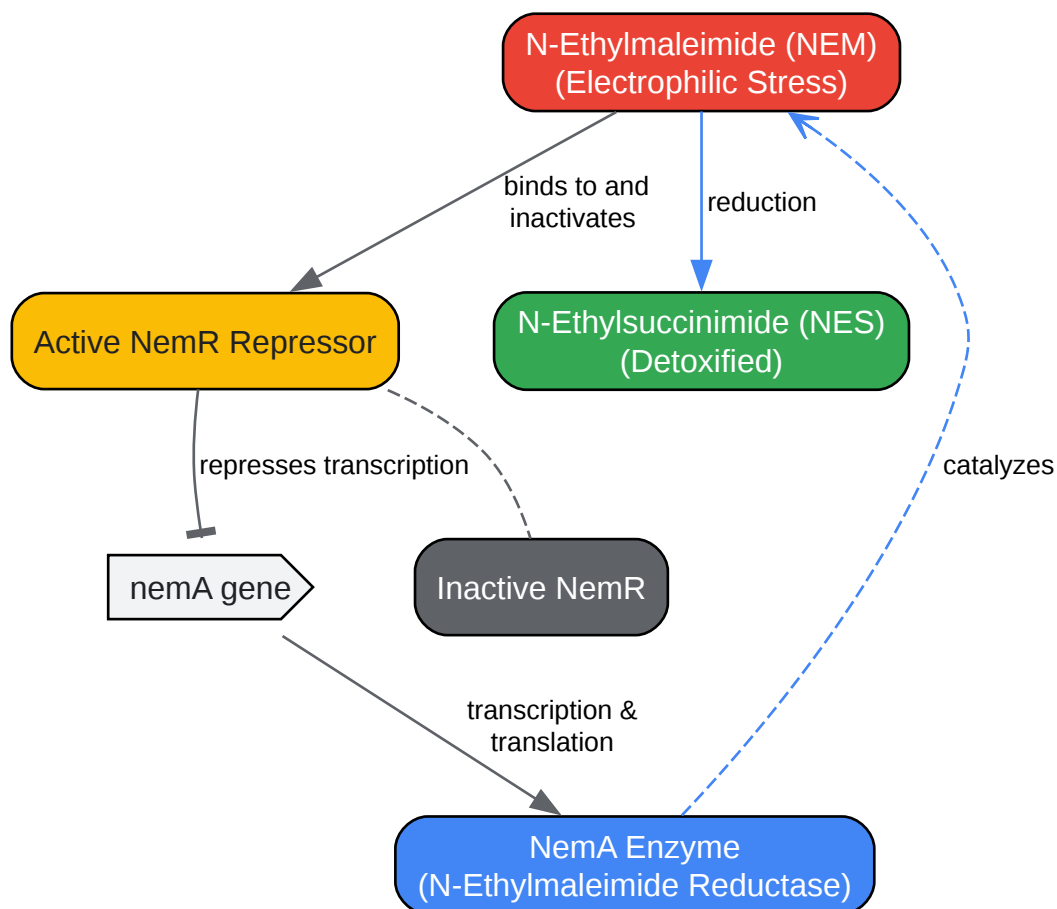 N-Ethylmaleimide (NEM)
(Electrophilic Stress)
binds to and
inactivates
reduction
Active NemR Repressor
N-Ethylsuccinimide (NES)
(Detoxified)
represses transcription
catalyzes
nemA gene
Inactive NemR
transcription &
translation
NemA Enzyme
(N-Ethylmaleimide Reductase)